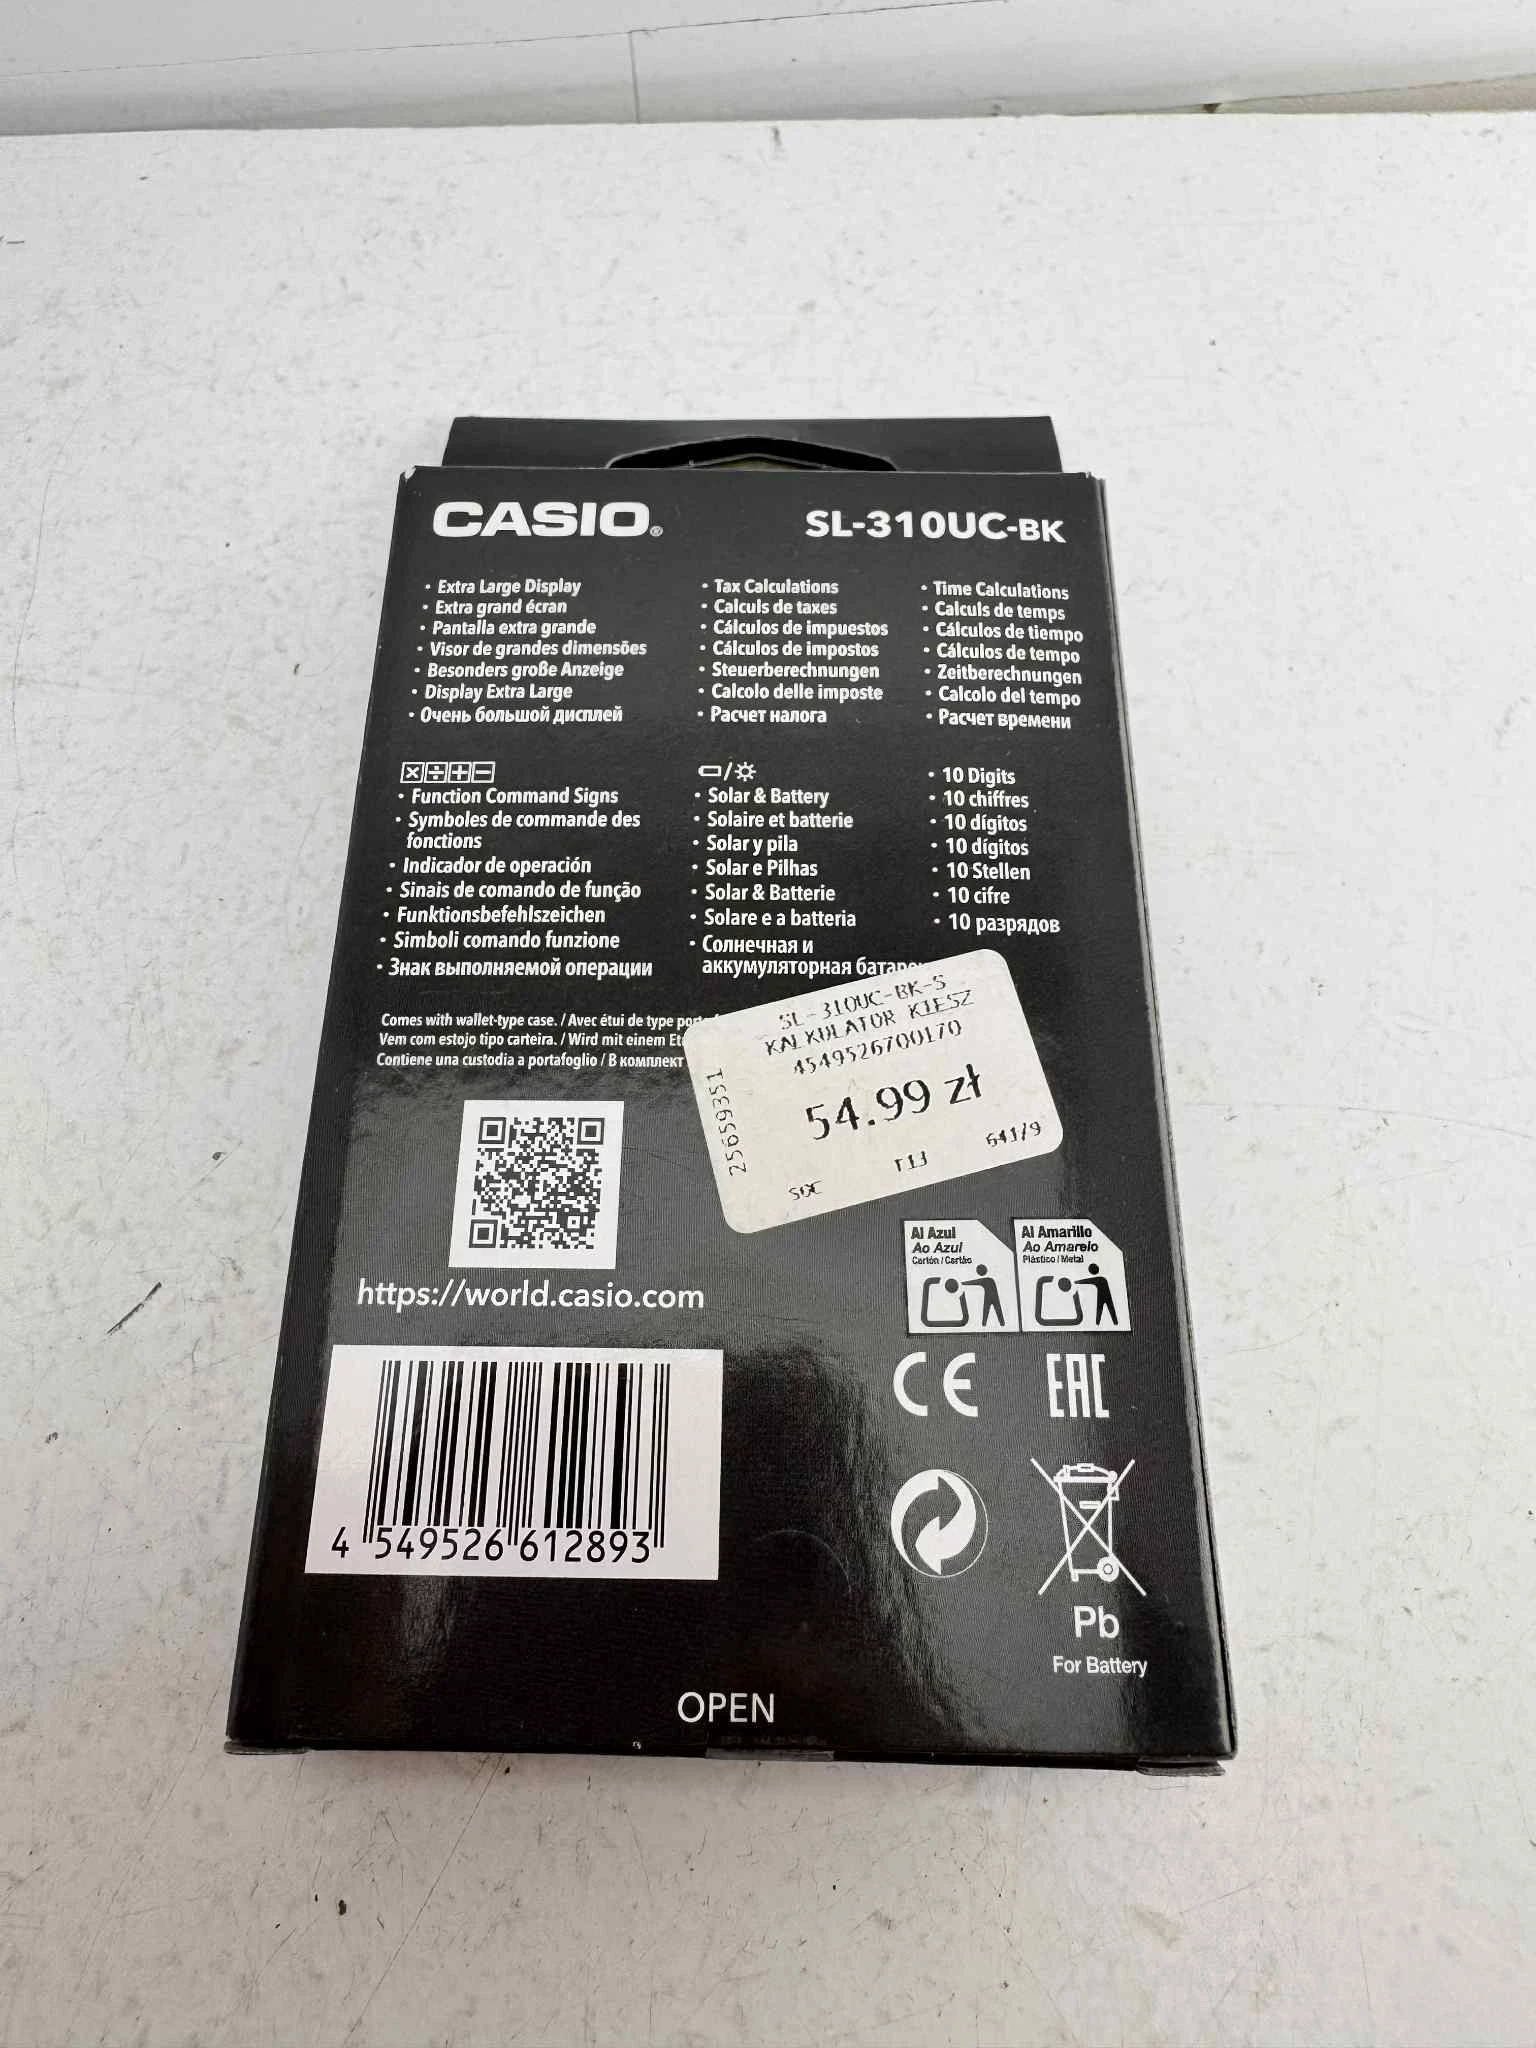 CASIO®
SL-310UC-BK
• Extra Large Display
• Extra grand écran
• Pantalla extra grande
• Visor de grandes dimensões
• Besonders große Anzeige
• Display Extra Large
• Очень большой дисплей
• Tax Calculations
• Calculs de taxes
• Cálculos de impuestos
• Cálculos de impostos
• Steuerberechnungen
• Calcolo delle imposte
• Расчет налога
• Time Calculations
• Calculs de temps
• Cálculos de tiempo
• Cálculos de tempo
• Zeitberechnungen
• Calcolo del tempo
• Расчет времени
×÷+−
• Function Command Signs
• Symboles de commande des
fonctions
• Indicador de operación
• Sinais de comando de função
• Funktionsbefehlszeichen
• Simboli comando funzione
• Знак выполняемой операции
• Solar & Battery
• Solaire et batterie
• Solar y pila
• Solar e Pilhas
• Solar & Batterie
• Solare e a batteria
• Солнечная и
аккумуляторная
• 10 Digits
• 10 chiffres
• 10 dígitos
• 10 dígitos
• 10 Stellen
• 10 cifre
• 10 разрядов
Comes with wallet-type case. / Avec étui de type
Vem com estojo tipo carteira. / Wird mit einem
Contiene una custodia a portafoglio / В комплект
SL-310UC-BK-S
KALKULATOR KIESZ
4549526700170
25659351
54.99 zł
641/9
https://world.casio.com
Al Azul
Ao Azul
Cartón / Cartão
Al Amarillo
Ao Amarelo
Plástico / Metal
CE
EAC
4 549526 612893
Pb
For Battery
OPEN